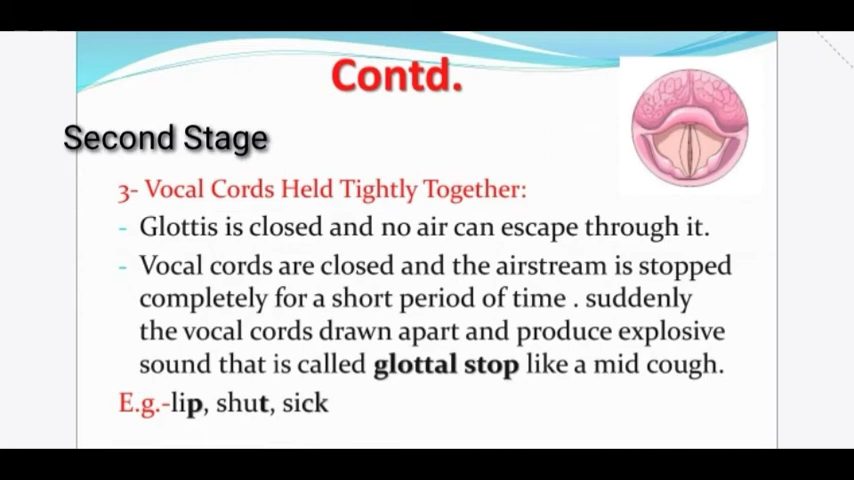 Contd.
Second Stage
3- Vocal Cords Held Tightly Together:
- Glottis is closed and no air can escape through it.
- Vocal cords are closed and the airstream is stopped
completely for a short period of time . suddenly
the vocal cords drawn apart and produce explosive
sound that is called glottal stop like a mid cough.
E.g.-lip, shut, sick